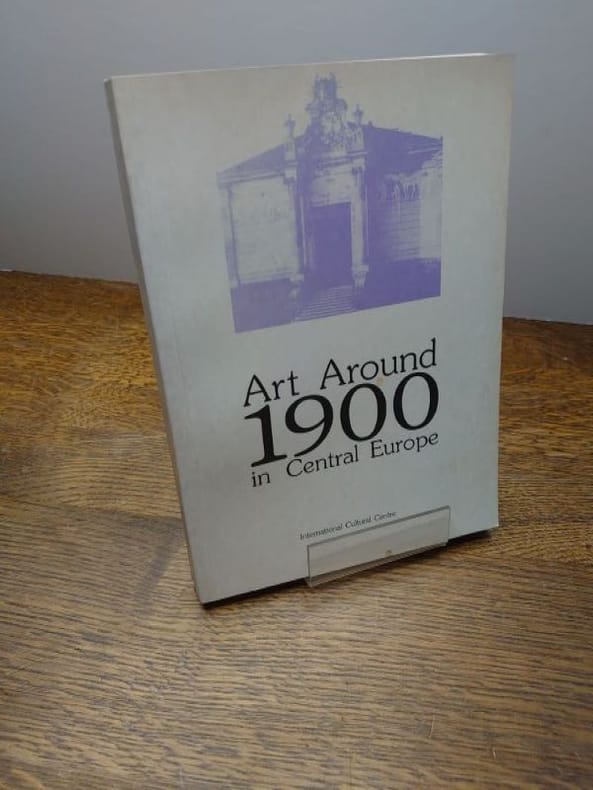 Art Around
1900
in Central Europe
International Cultural Centre